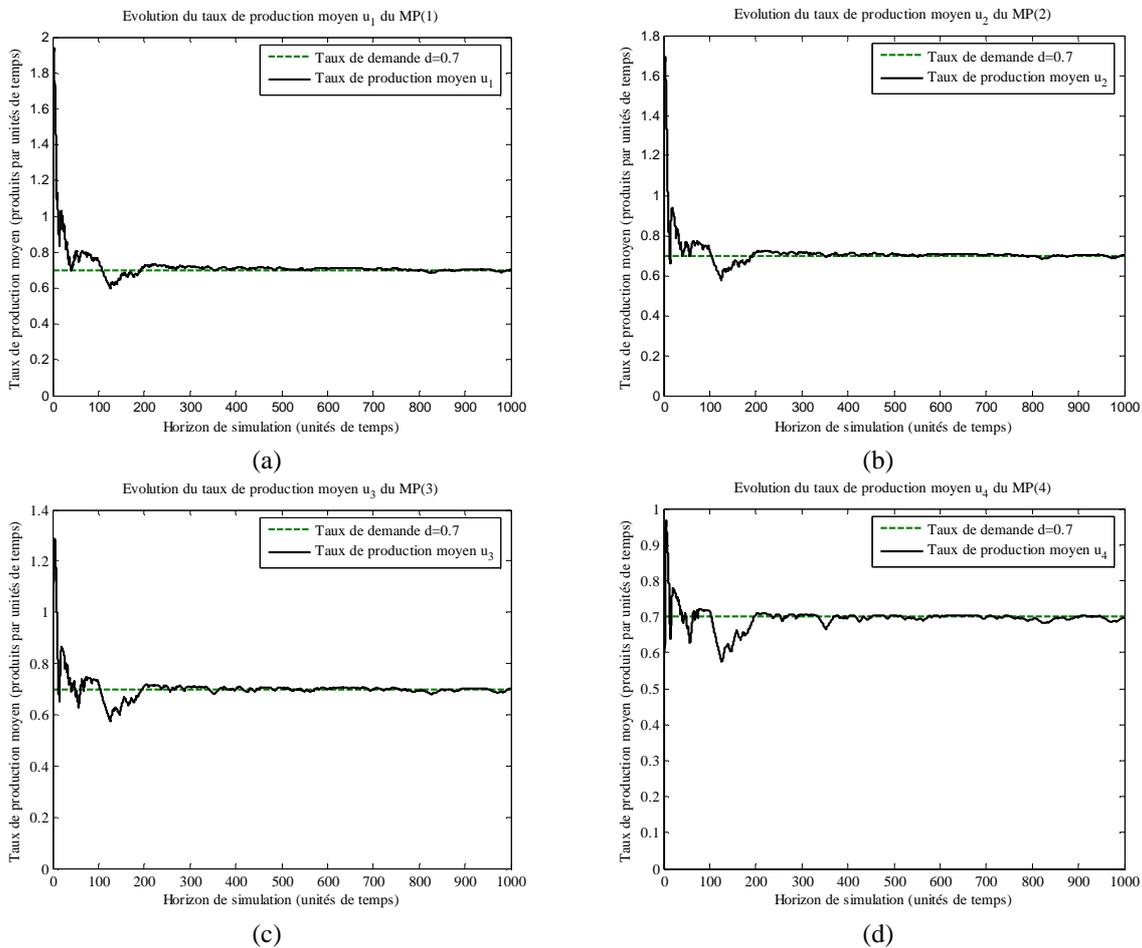 Evolution du taux de production moyen u1 du MP(1)
Taux de production moyen (produits par unités de temps)
2
1.8
1.6
1.4
1.2
1
0.8
0.6
0.4
0.2
0
Taux de demande d=0.7
Taux de production moyen u1
0 100 200 300 400 500 600 700 800 900 1000
Horizon de simulation (unités de temps)
(a)
Evolution du taux de production moyen u2 du MP(2)
Taux de production moyen (produits par unités de temps)
1.8
1.6
1.4
1.2
1
0.8
0.6
0.4
0.2
0
Taux de demande d=0.7
Taux de production moyen u2
0 100 200 300 400 500 600 700 800 900 1000
Horizon de simulation (unités de temps)
(b)
Evolution du taux de production moyen u3 du MP(3)
Taux de production moyen (produits par unités de temps)
1.4
1.2
1
0.8
0.6
0.4
0.2
0
Taux de demande d=0.7
Taux de production moyen u3
0 100 200 300 400 500 600 700 800 900 1000
Horizon de simulation (unités de temps)
(c)
Evolution du taux de production moyen u4 du MP(4)
Taux de production moyen (produits par unités de temps)
1
0.9
0.8
0.7
0.6
0.5
0.4
0.3
0.2
0.1
0
Taux de demande d=0.7
Taux de production moyen u4
0 100 200 300 400 500 600 700 800 900 1000
Horizon de simulation (unités de temps)
(d)